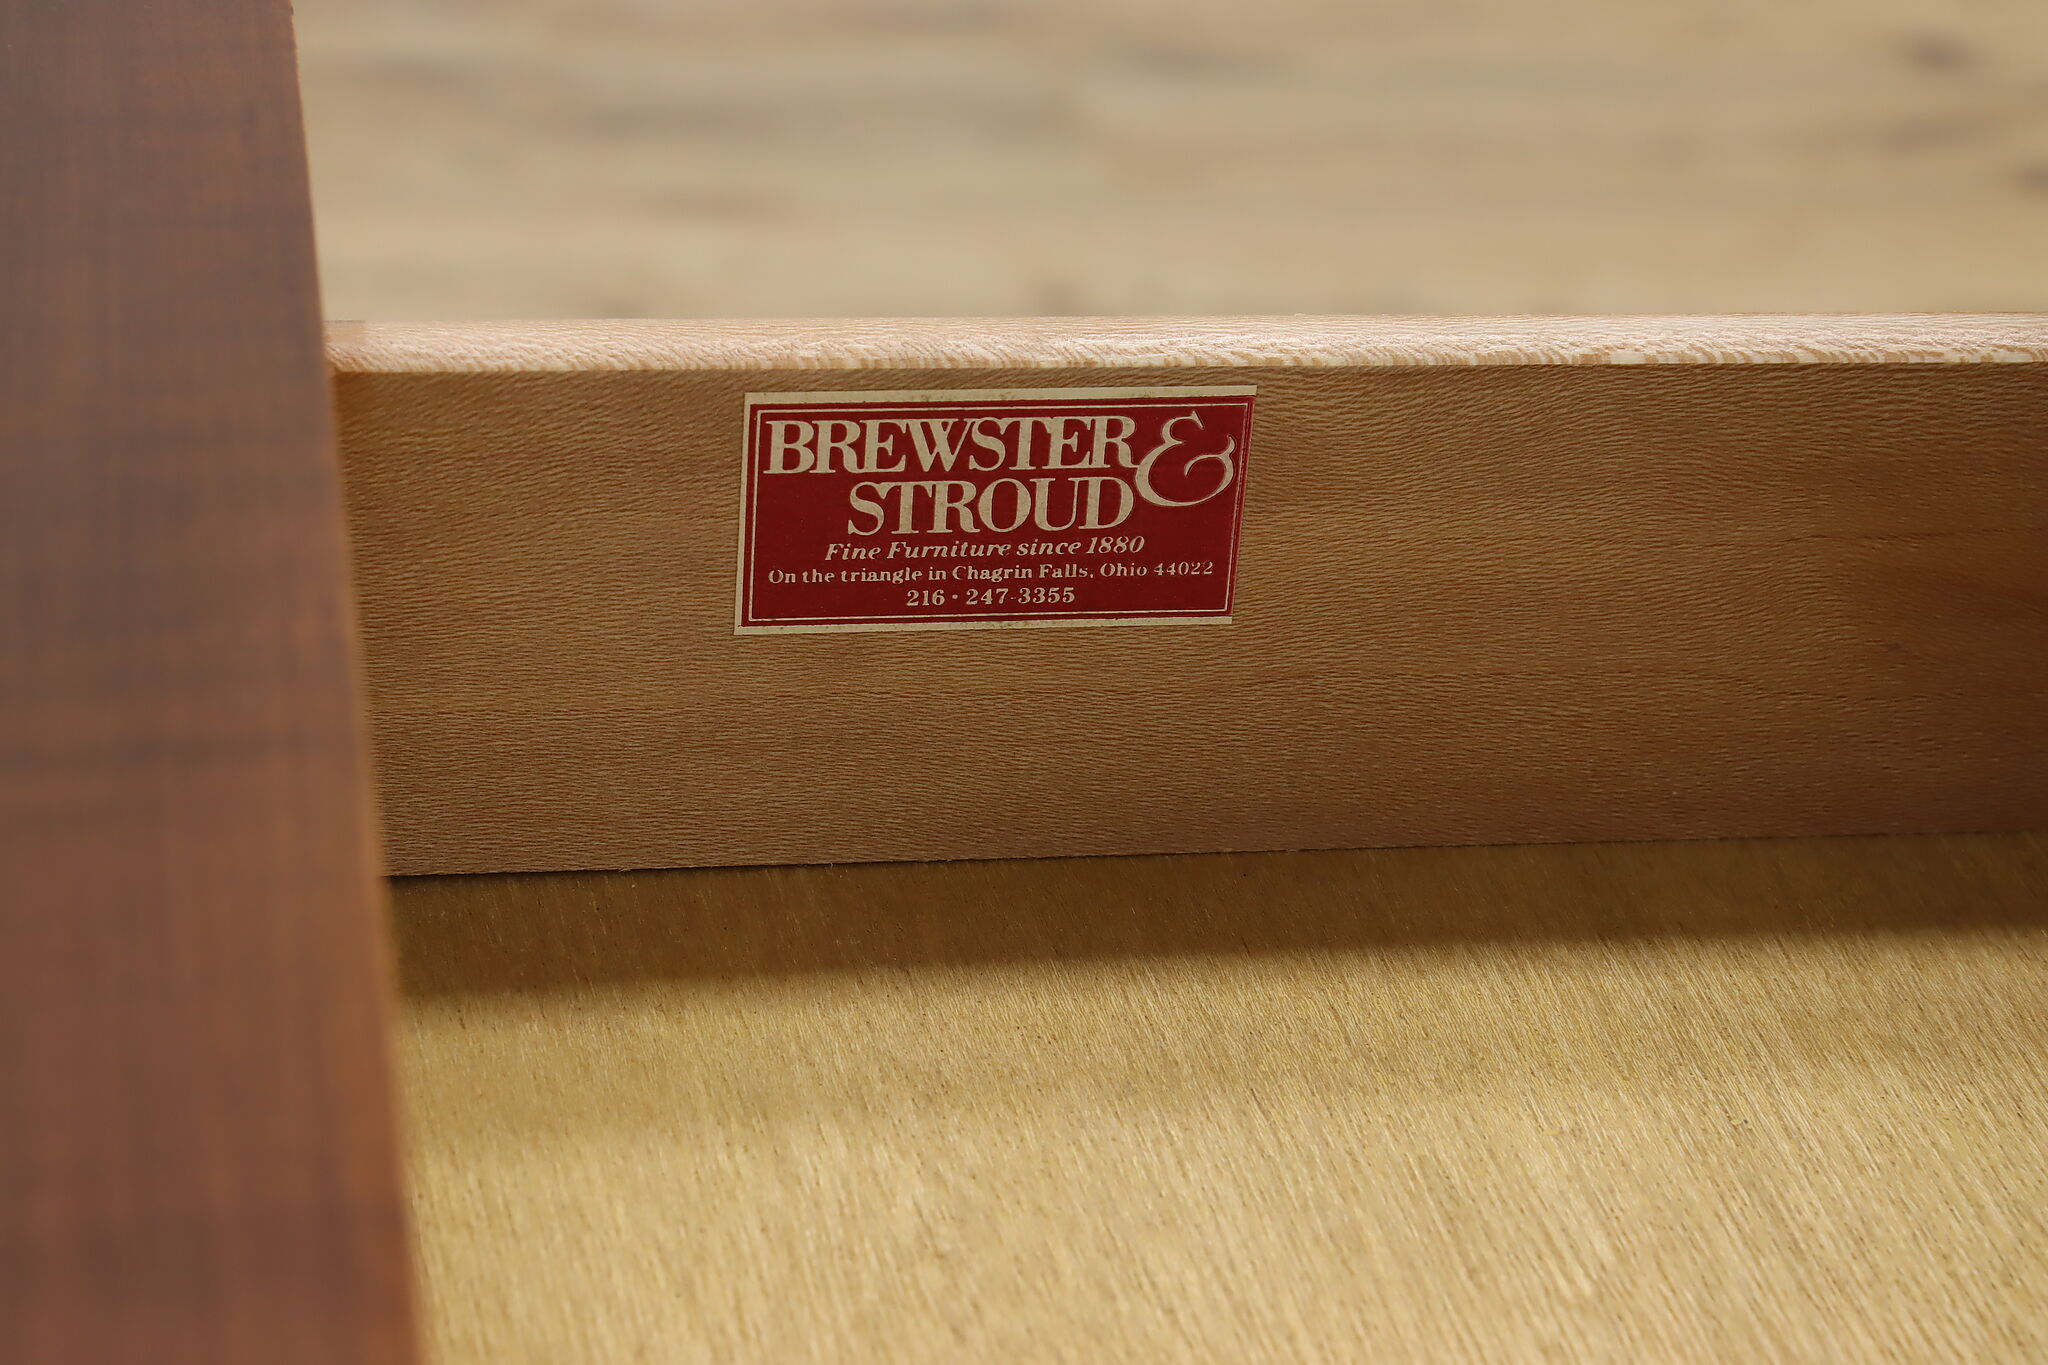 BREWSTER &
STROUD
Fine Furniture since 1880
On the triangle in Chagrin Falls, Ohio 44022
216 • 247-3355